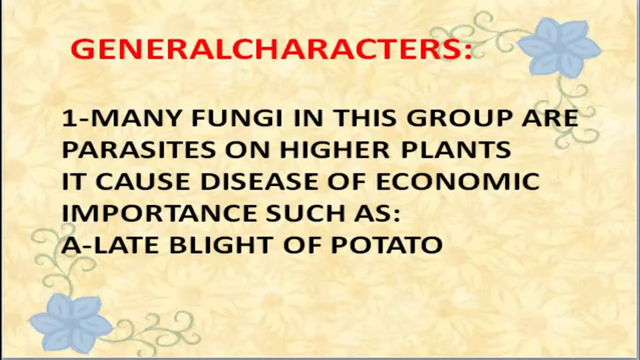 GENERALCHARACTERS:
1-MANY FUNGI IN THIS GROUP ARE
PARASITES ON HIGHER PLANTS
IT CAUSE DISEASE OF ECONOMIC
IMPORTANCE SUCH AS:
A-LATE BLIGHT OF POTATO